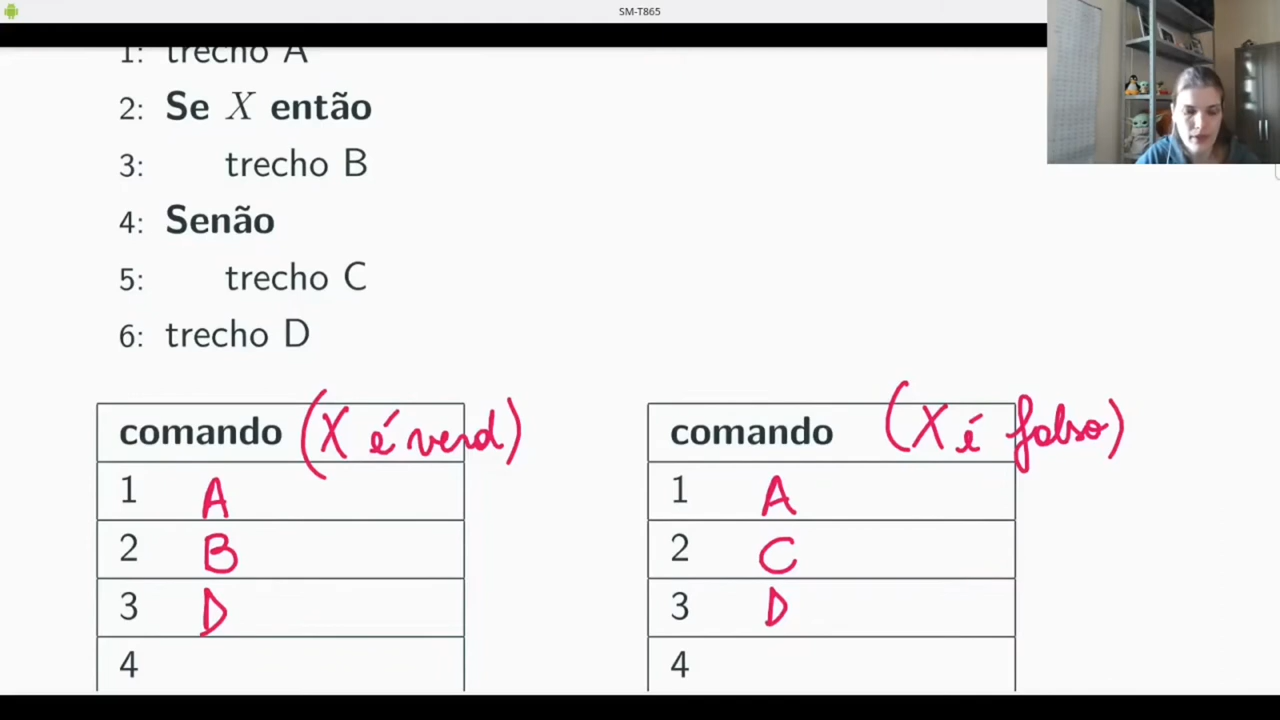 SM-T865
1: trecho A
2: Se X então
3: trecho B
4: Senão
5: trecho C
6: trecho D
comando (X é verd)
1 A
2 B
3 D
4
comando (X é falso)
1 A
2 C
3 D
4